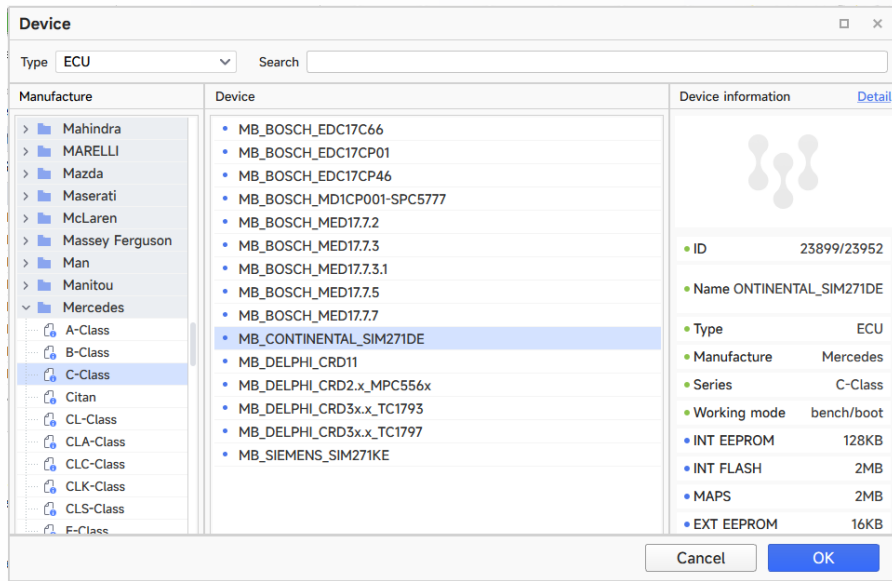 Device
Type ECU Search
Manufacture
Mahindra
MARELLI
Mazda
Maserati
McLaren
Massey Ferguson
Man
Manitou
Mercedes
A-Class
B-Class
C-Class
Citan
CL-Class
CLA-Class
CLC-Class
CLK-Class
CLS-Class
E-Class
Device
MB_BOSCH_EDC17C66
MB_BOSCH_EDC17CP01
MB_BOSCH_EDC17CP46
MB_BOSCH_MD1CP001-SPC5777
MB_BOSCH_MED17.7.2
MB_BOSCH_MED17.7.3
MB_BOSCH_MED17.7.3.1
MB_BOSCH_MED17.7.5
MB_BOSCH_MED17.7.7
MB_CONTINENTAL_SIM271DE
MB_DELPHI_CRD11
MB_DELPHI_CRD2.x_MPC556x
MB_DELPHI_CRD3x.x_TC1793
MB_DELPHI_CRD3x.x_TC1797
MB_SIEMENS_SIM271KE
Device information Detail
ID 23899/23952
Name ONTINENTAL_SIM271DE
Type ECU
Manufacture Mercedes
Series C-Class
Working mode bench/boot
INT EEPROM 128KB
INT FLASH 2MB
MAPS 2MB
EXT EEPROM 16KB
Cancel OK